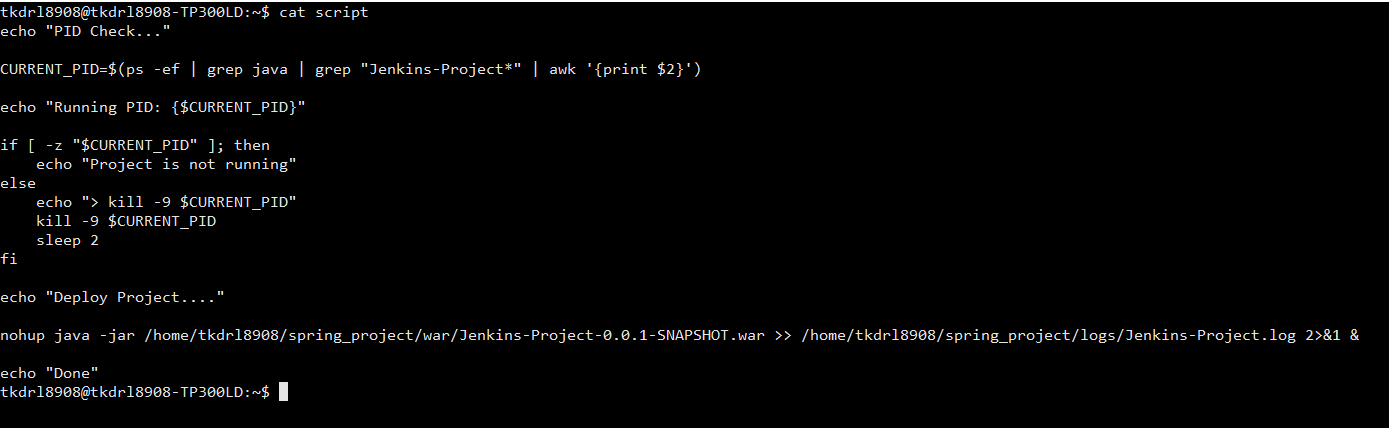 tkdrl8908@tkdrl8908-TP300LD:~$ cat script
echo "PID Check..."
CURRENT_PID=$(ps -ef | grep java | grep "Jenkins-Project*" | awk '{print $2}')
echo "Running PID: {$CURRENT_PID}"
if [ -z "$CURRENT_PID" ]; then
    echo "Project is not running"
else
    echo "> kill -9 $CURRENT_PID"
    kill -9 $CURRENT_PID
    sleep 2
fi
echo "Deploy Project...."
nohup java -jar /home/tkdrl8908/spring_project/war/Jenkins-Project-0.0.1-SNAPSHOT.war >> /home/tkdrl8908/spring_project/logs/Jenkins-Project.log 2>&1 &
echo "Done"
tkdrl8908@tkdrl8908-TP300LD:~$